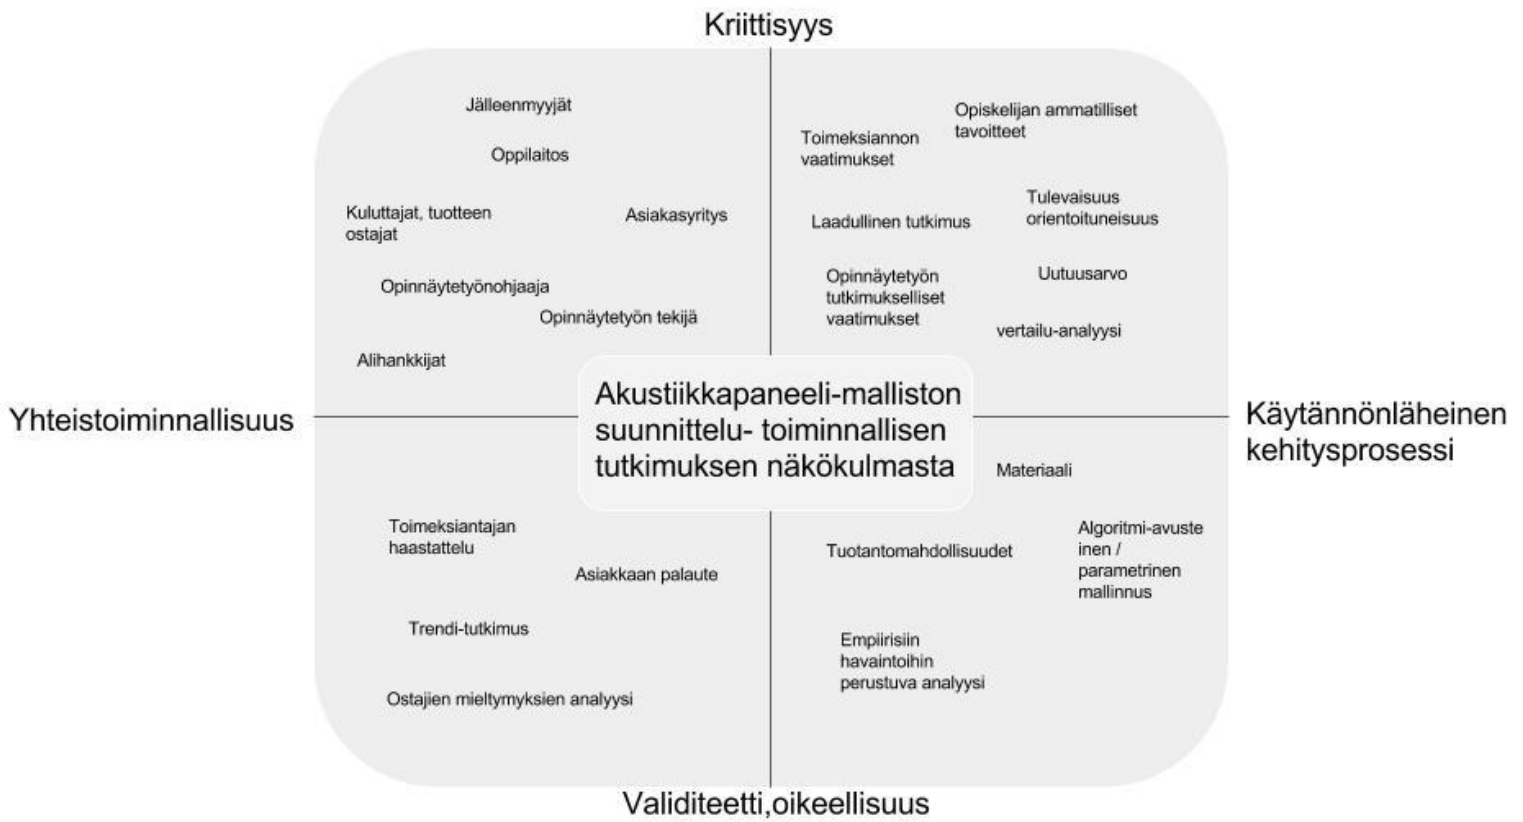 Kriittisyys
Jälleenmyyjät
Oppilaitos
Kuluttajat, tuotteen
ostajat
Asiakasyritys
Opinnäytetyönohjaaja
Opinnäytetyön tekijä
Alihankkijat
Opiskelijan ammatilliset
tavoitteet
Toimeksiannon
vaatimukset
Tulevaisuus
orientoituneisuus
Laadullinen tutkimus
Opinnäytetyön
tutkimukselliset
vaatimukset
Uutuusarvo
vertailu-analyysi
Yhteistoiminnallisuus
Akustiikkapaneeli-malliston
suunnittelu- toiminnallisen
tutkimuksen näkökulmasta
Käytännönläheinen
kehitysprosessi
Toimeksiantajan
haastattelu
Asiakkaan palaute
Trendi-tutkimus
Ostajien mieltymyksien analyysi
Materiaali
Tuotantomahdollisuudet
Algoritmi-avuste
inen /
parametrinen
mallinnus
Empiirisiin
havaintoihin
perustuva analyysi
Validiteetti,oikeellisuus